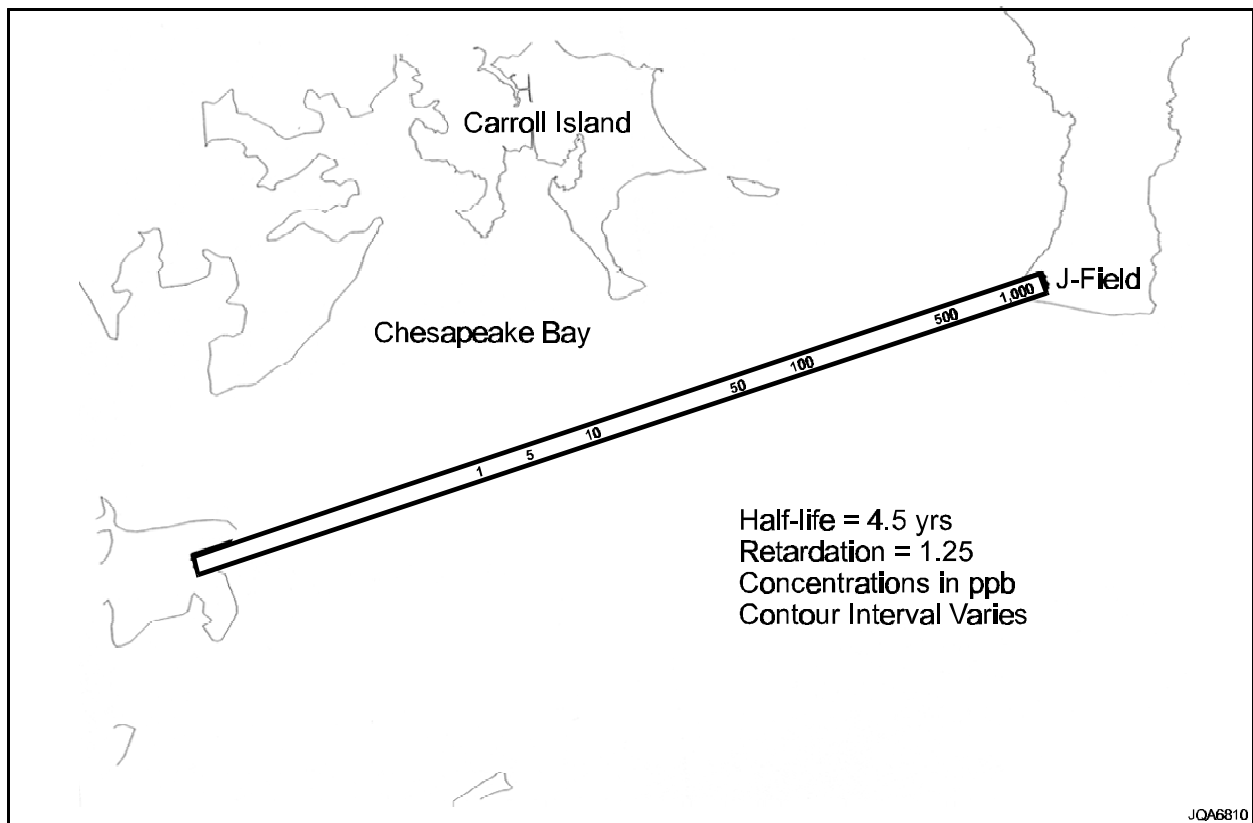 Carroll Island
J-Field
1,000
500
Chesapeake Bay
100
50
10
5
1
Half-life = 4.5 yrs
Retardation = 1.25
Concentrations in ppb
Contour Interval Varies
JQA6810